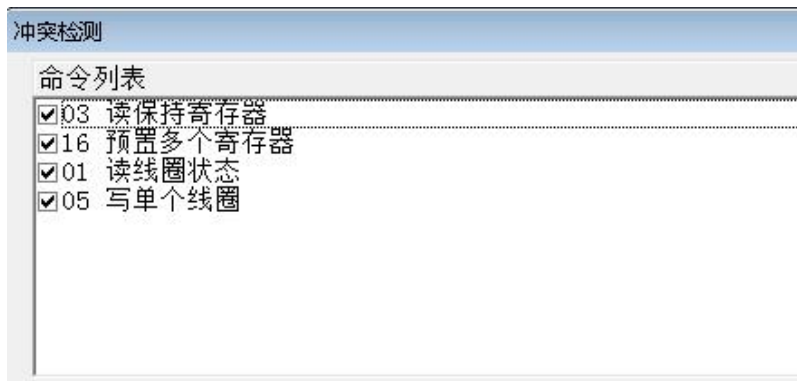 冲突检测
命令列表
03 读保持寄存器
16 预置多个寄存器
01 读线圈状态
05 写单个线圈